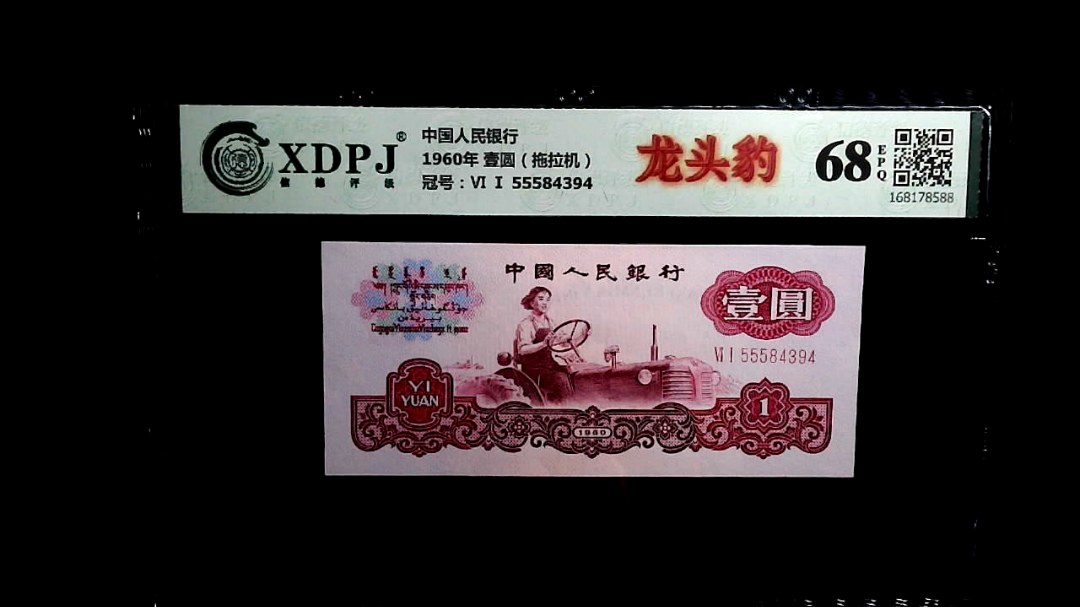 XDPJ®
中国人民银行
1960年 壹圆（拖拉机）
冠号：VI I 55584394
龙头豹
68
EPQ
168178588
中國人民銀行
壹圓
VI I 55584394
YI
YUAN
1960
1